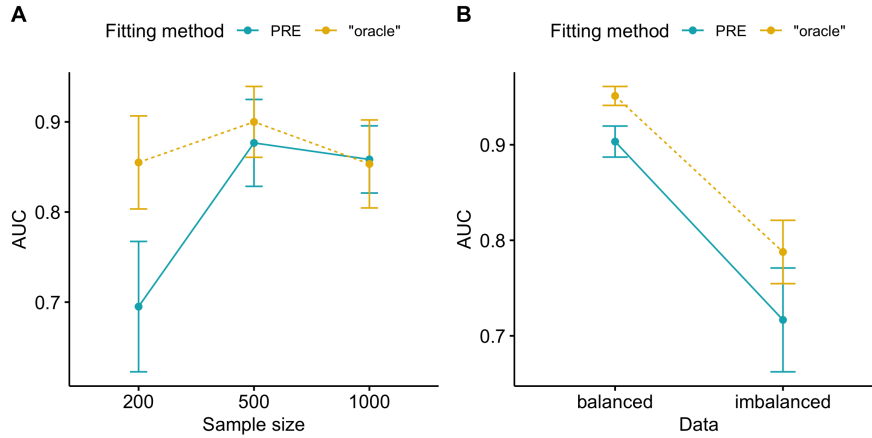 A
Fitting method PRE "oracle"
AUC
0.9
0.8
0.7
200 500 1000
Sample size
B
Fitting method PRE "oracle"
AUC
0.9
0.8
0.7
balanced imbalanced
Data